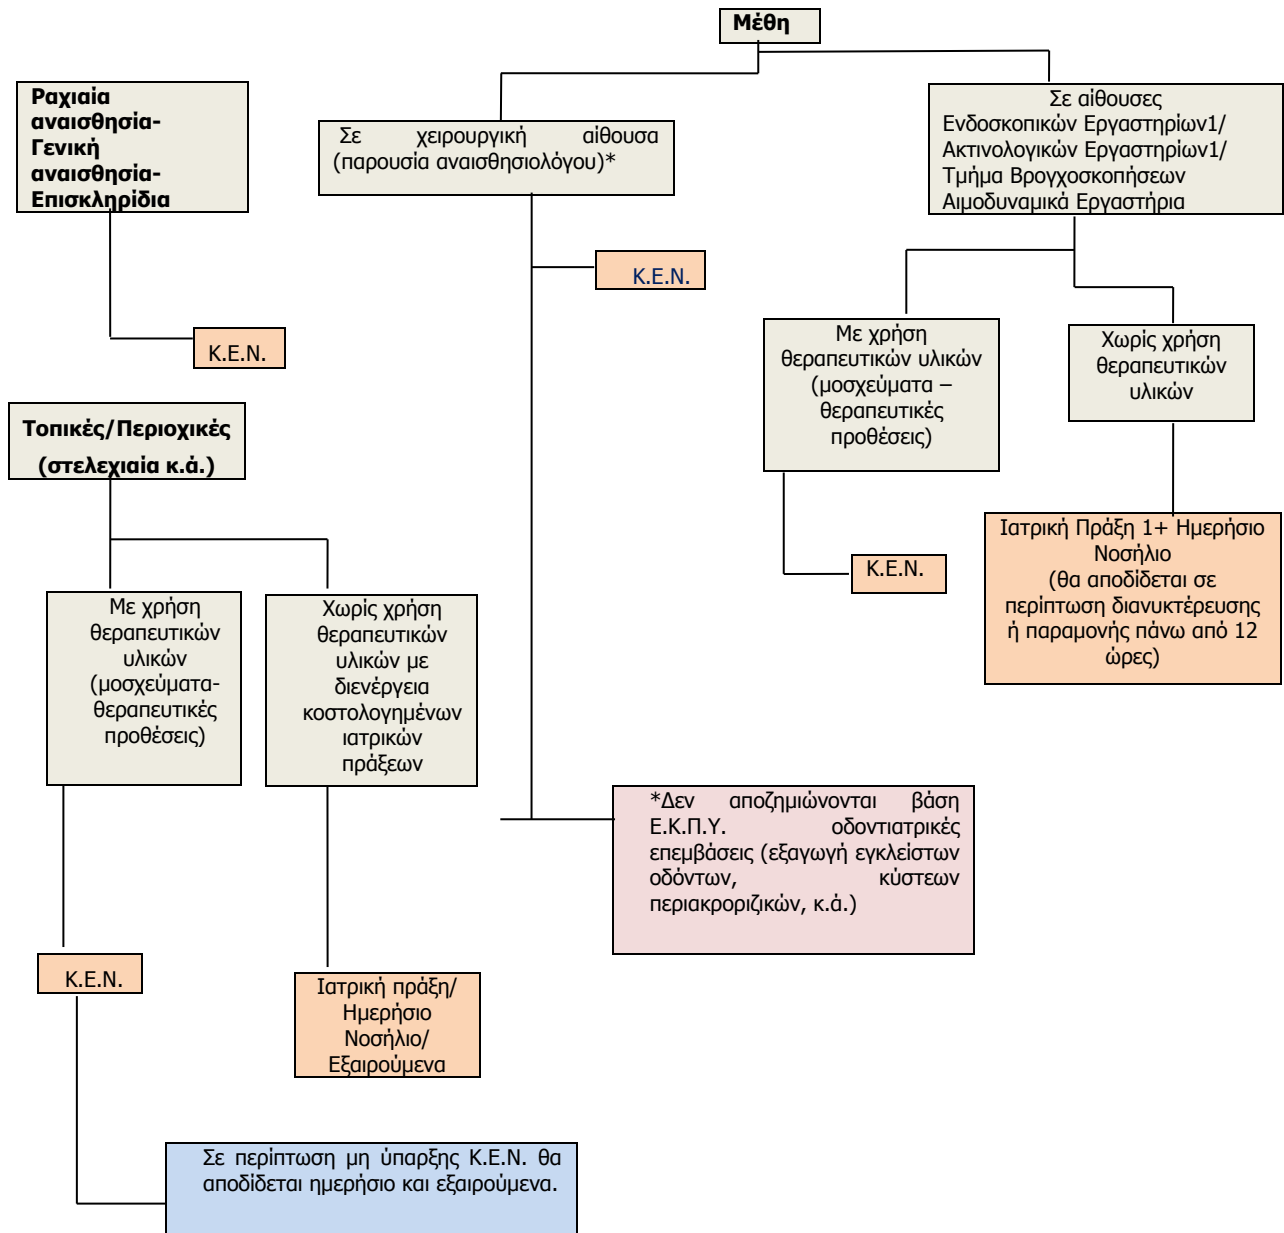 Μέθη
Ραχιαία
αναισθησία-
Γενική
αναισθησία-
Επισκληρίδια
Σε χειρουργική αίθουσα
(παρουσία αναισθησιολόγου)*
Σε αίθουσες
Ενδοσκοπικών Εργαστηρίων1/
Ακτινολογικών Εργαστηρίων1/
Τμήμα Βρογχοσκοπήσεων
Αιμοδυναμικά Εργαστήρια
Κ.Ε.Ν.
Κ.Ε.Ν.
Με χρήση
θεραπευτικών υλικών
(μοσχεύματα –
θεραπευτικές
προθέσεις)
Χωρίς χρήση
θεραπευτικών
υλικών
Τοπικές/Περιοχικές
(στελεχιαία κ.ά.)
Κ.Ε.Ν.
Ιατρική Πράξη 1+ Ημερήσιο
Νοσήλιο
(θα αποδίδεται σε
περίπτωση διανυκτέρευσης
ή παραμονής πάνω από 12
ώρες)
Με χρήση
θεραπευτικών
υλικών
(μοσχεύματα-
θεραπευτικές
προθέσεις)
Χωρίς χρήση
θεραπευτικών
υλικών με
διενέργεια
κοστολογημένων
ιατρικών
πράξεων
*Δεν αποζημιώνονται βάση
Ε.Κ.Π.Υ. οδοντιατρικές
επεμβάσεις (εξαγωγή εγκλείστων
οδόντων, κύστεων
περιακροριζικών, κ.ά.)
Κ.Ε.Ν.
Ιατρική πράξη/
Ημερήσιο
Νοσήλιο/
Εξαιρούμενα
Σε περίπτωση μη ύπαρξης Κ.Ε.Ν. θα
αποδίδεται ημερήσιο και εξαιρούμενα.